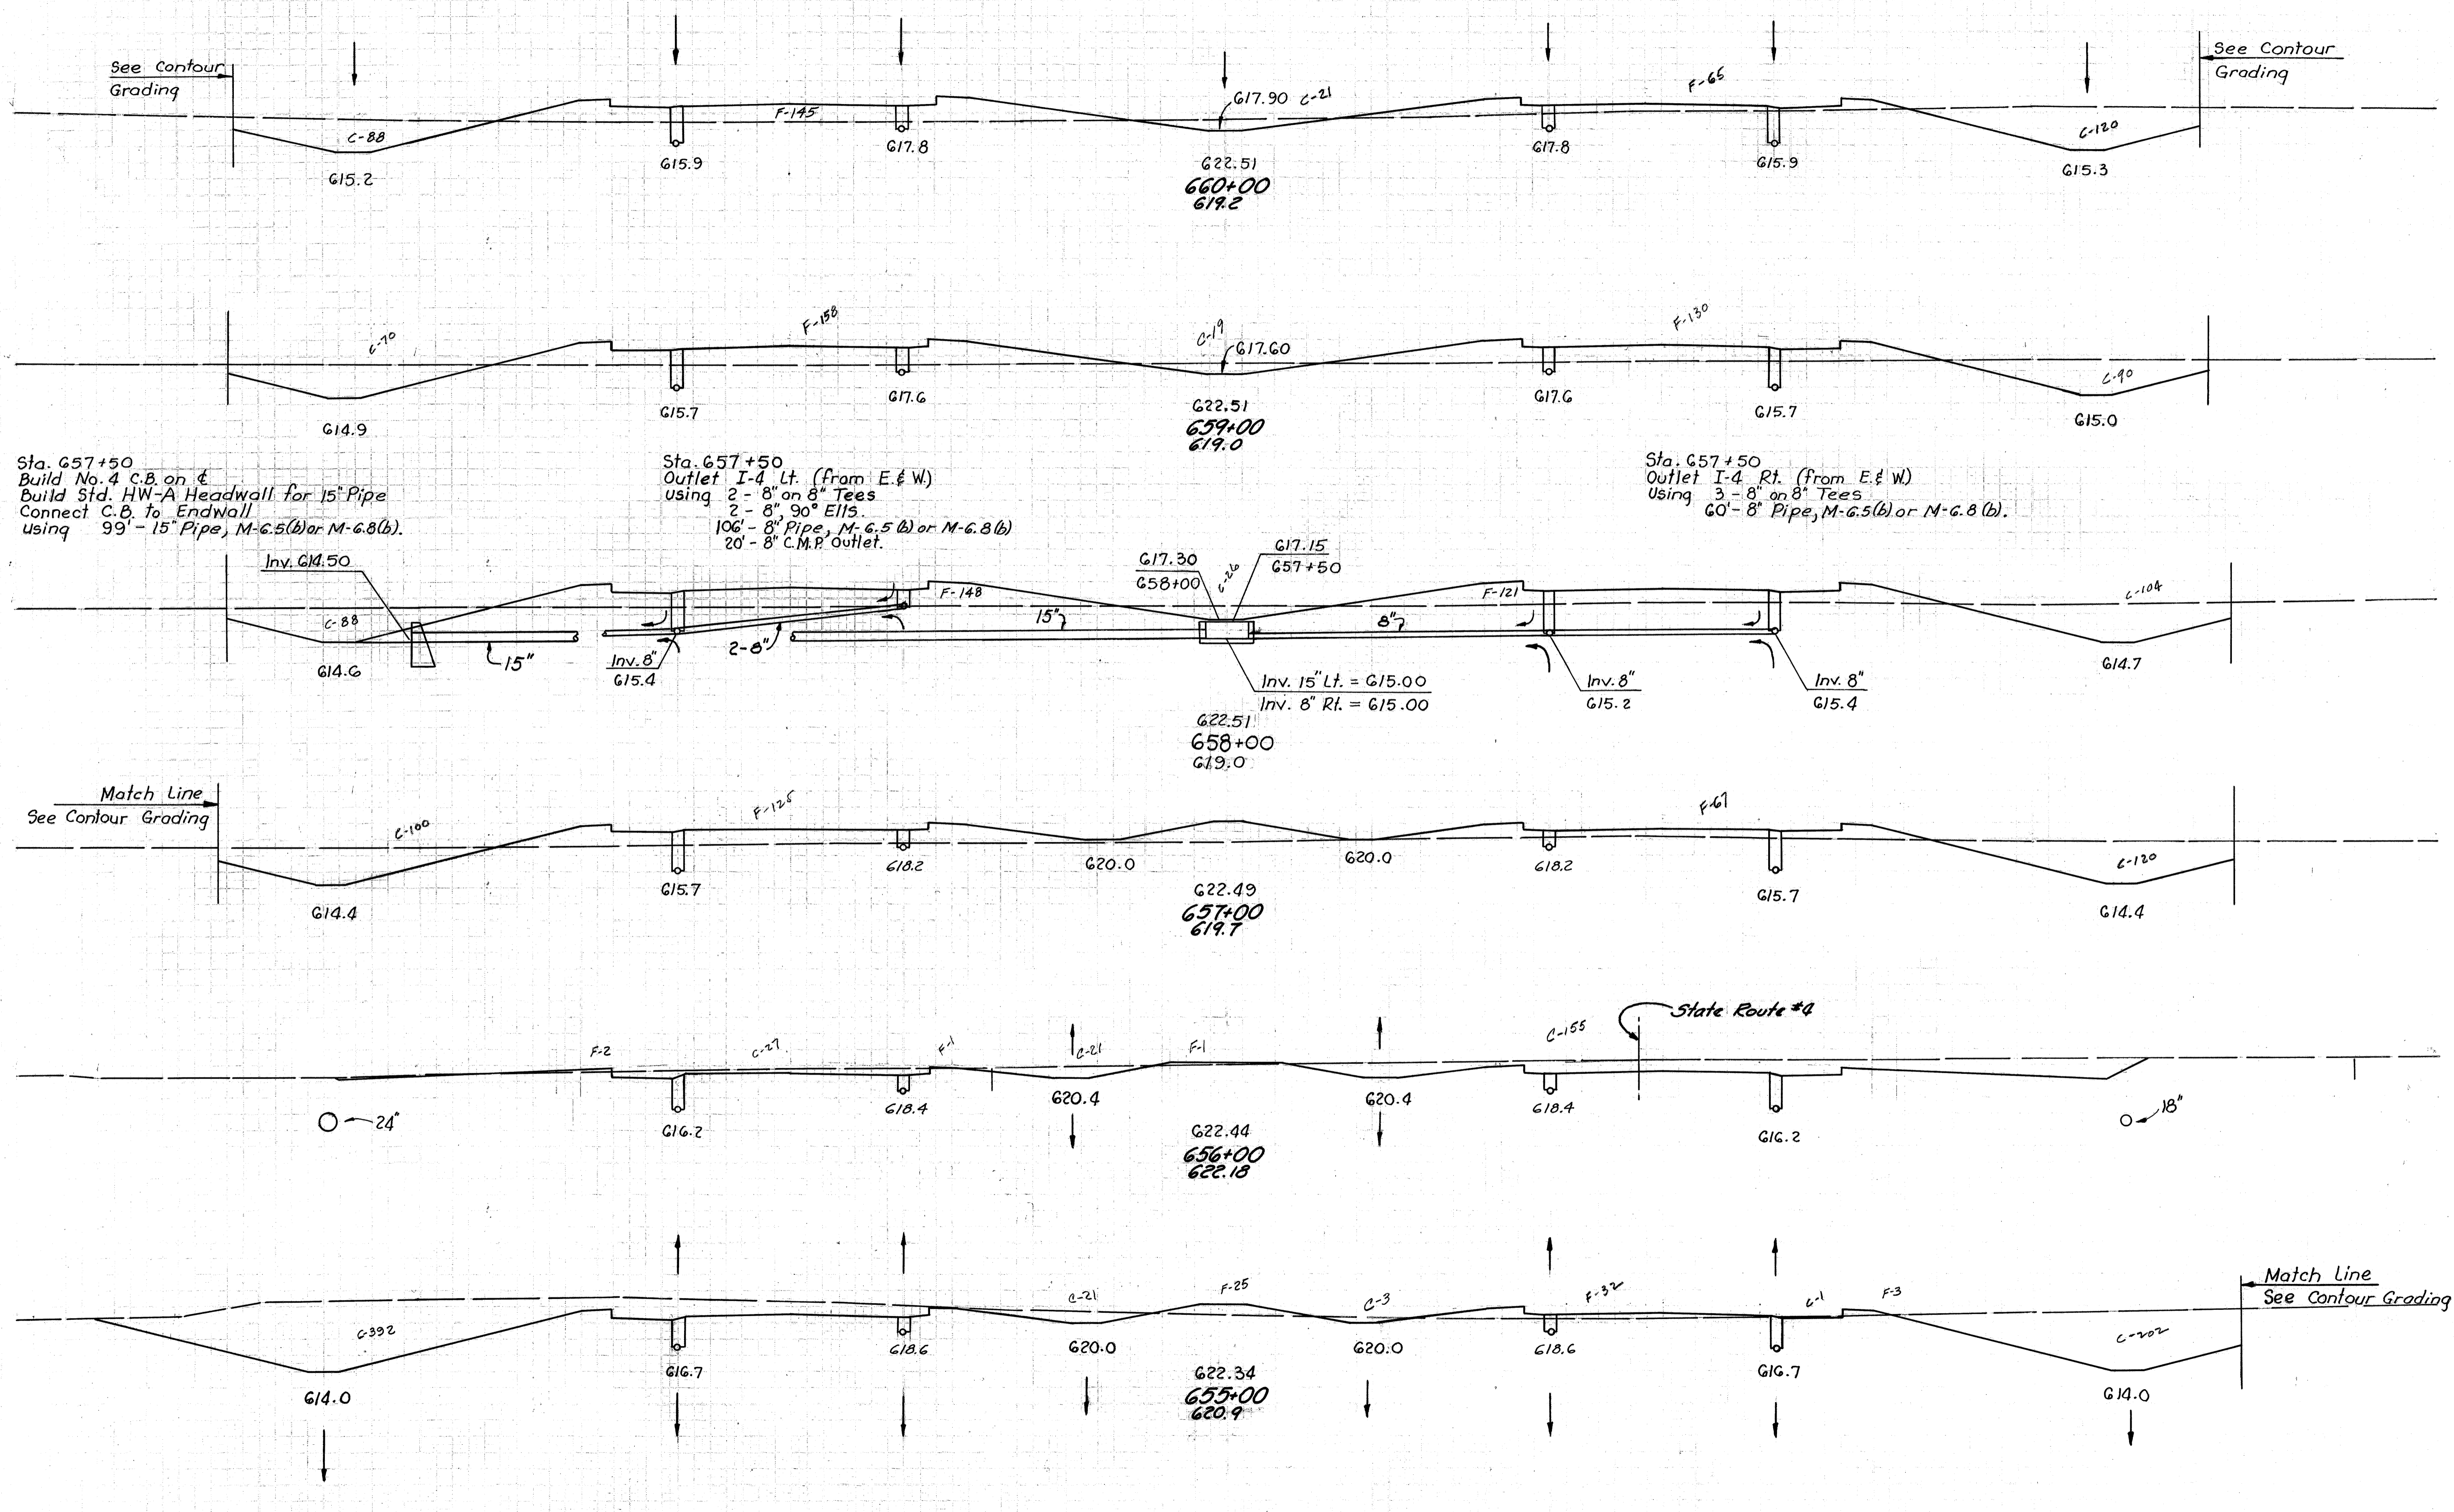 See Contour
Grading
See Contour
Grading
617.90 C-21
F-65
C-88
F-145
C-120
615.2
615.9
617.8
622.51
660+00
619.2
617.8
615.9
615.3
C-70
F-158
C-19
617.60
F-130
C-90
614.9
615.7
617.6
622.51
659+00
619.0
617.6
615.7
615.0
Sta. 657+50
Build No. 4 C.B. on ℄
Build Std. HW-A Headwall for 15" Pipe
Connect C.B. to Endwall
using 99' - 15" Pipe, M-6.5(b) or M-6.8(b).
Sta. 657+50
Outlet I-4 Lt. (from E. & W.)
using 2 - 8" on 8" Tees
2 - 8", 90° Ells.
106' - 8" Pipe, M-6.5 (b) or M-6.8 (b)
20' - 8" C.M.P. Outlet.
Sta. 657+50
Outlet I-4 Rt. (from E. & W.)
Using 3 - 8" on 8" Tees
60' - 8" Pipe, M-6.5(b) or M-6.8 (b).
Inv. 614.50
617.30
658+00
C-26
617.15
657+50
F-148
F-121
C-104
C-88
15"
8"
2-8"
15"
614.6
Inv. 8"
615.4
Inv. 15" Lt. = 615.00
Inv. 8" Rt. = 615.00
Inv. 8"
615.2
Inv. 8"
615.4
614.7
622.51
658+00
619.0
Match Line
See Contour Grading
C-100
F-125
F-67
C-120
614.4
615.7
618.2
620.0
620.0
618.2
615.7
614.4
622.49
657+00
619.7
State Route #4
F-2
C-27
F-1
C-21
F-1
C-155
24"
616.2
618.4
620.4
620.4
618.4
616.2
18"
622.44
656+00
622.18
Match Line
See Contour Grading
C-392
C-21
F-25
C-3
F-32
C-1
F-3
C-202
614.0
616.7
618.6
620.0
620.0
618.6
616.7
614.0
622.34
655+00
620.9